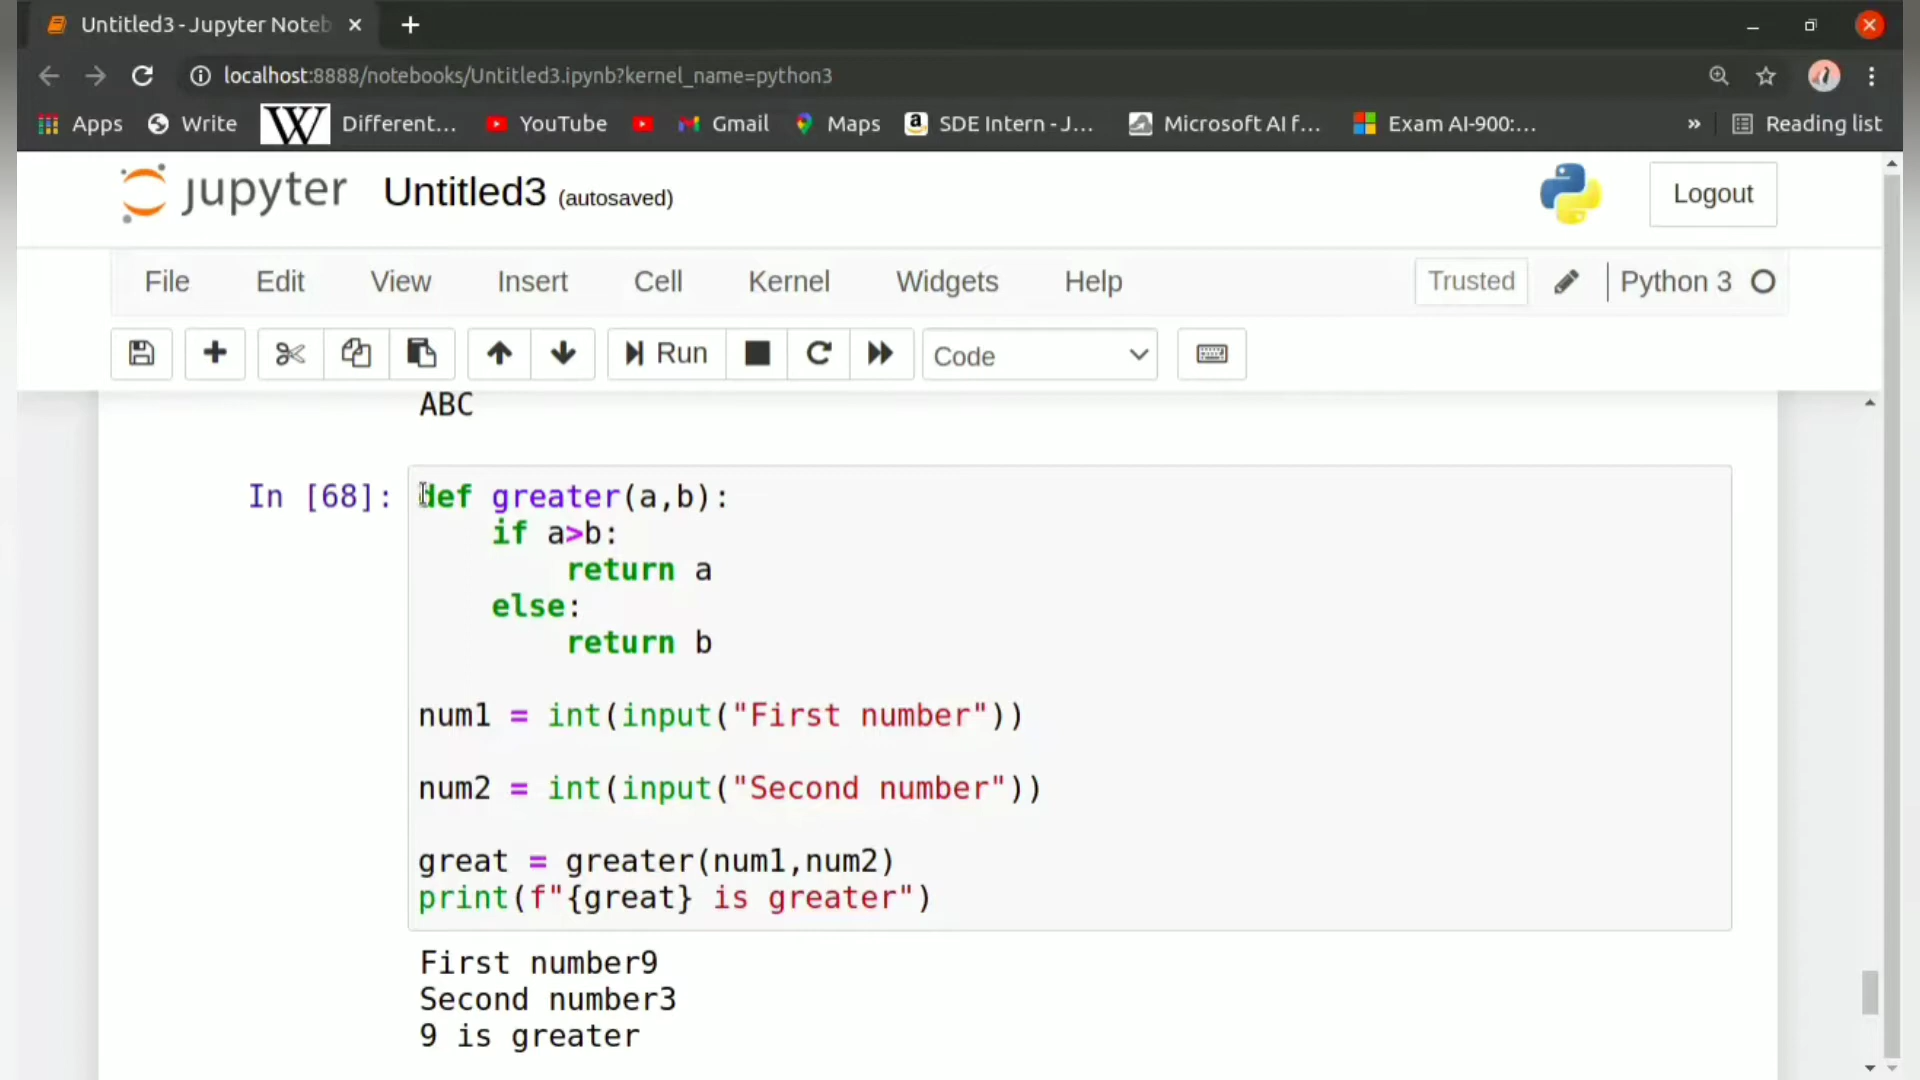 Untitled3 - Jupyter Noteb
localhost:8888/notebooks/Untitled3.ipynb?kernel_name=python3
Apps Write W Different... YouTube Gmail Maps a SDE Intern - J... Microsoft AI f... Exam AI-900:... » Reading list
jupyter Untitled3 (autosaved) Logout
File Edit View Insert Cell Kernel Widgets Help Trusted Python 3
Run Code
ABC
In [68]: def greater(a,b):
    if a>b:
        return a
    else:
        return b
num1 = int(input("First number"))
num2 = int(input("Second number"))
great = greater(num1,num2)
print(f"{great} is greater")
First number9
Second number3
9 is greater